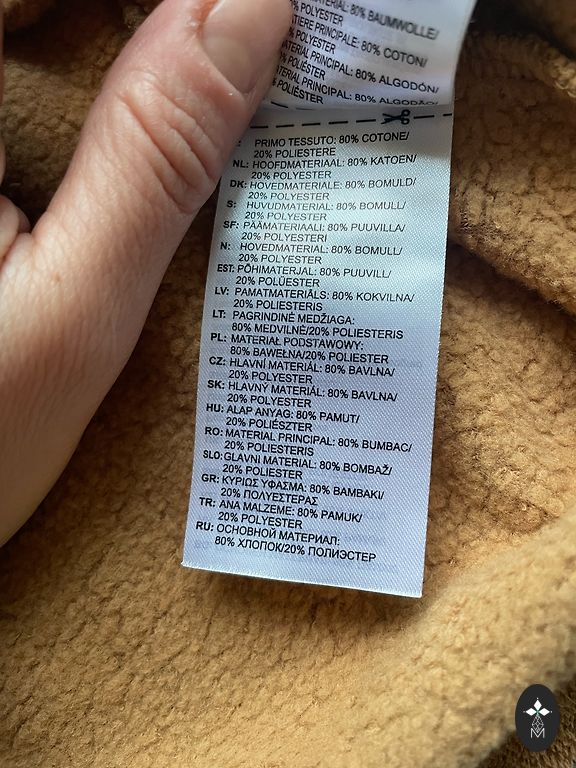 80% BAUMWOLLE/
POLYESTER
TIERE PRINCIPALE: 80% COTON/
POLYESTER
MATERIAL PRINCIPAL: 80% ALGODÓN/
POLIÉSTER
MATERIAL PRINCIPAL: 80% ALGODÃO/
PRIMO TESSUTO: 80% COTONE/
20% POLIESTERE
NL: HOOFDMATERIAAL: 80% KATOEN/
20% POLYESTER
DK: HOVEDMATERIALE: 80% BOMULD/
20% POLYESTER
S: HUVUDMATERIAL: 80% BOMULL/
20% POLYESTER
SF: PÄÄMATERIAALI: 80% PUUVILLA/
20% POLYESTERI
N: HOVEDMATERIAL: 80% BOMULL/
20% POLYESTER
EST: PÕHIMATERJAL: 80% PUUVILL/
20% POLÜESTER
LV: PAMATMATERIĀLS: 80% KOKVILNA/
20% POLIESTERIS
LT: PAGRINDINĖ MEDŽIAGA:
80% MEDVILNĖ/20% POLIESTERIS
PL: MATERIAŁ PODSTAWOWY:
80% BAWEŁNA/20% POLIESTER
CZ: HLAVNÍ MATERIÁL: 80% BAVLNA/
20% POLYESTER
SK: HLAVNÝ MATERIÁL: 80% BAVLNA/
20% POLYESTER
HU: ALAP ANYAG: 80% PAMUT/
20% POLIÉSZTER
RO: MATERIAL PRINCIPAL: 80% BUMBAC/
20% POLIESTERIS
SLO: GLAVNI MATERIAL: 80% BOMBAŽ/
20% POLIESTER
GR: ΚΥΡΙΩΣ ΥΦΑΣΜΑ: 80% ΒΑΜΒΑΚΙ/
20% ΠΟΛΥΕΣΤΕΡΑΣ
TR: ANA MALZEME: 80% PAMUK/
20% POLYESTER
RU: ОСНОВНОЙ МАТЕРИАЛ:
80% ХЛОПОК/20% ПОЛИЭСТЕР
M